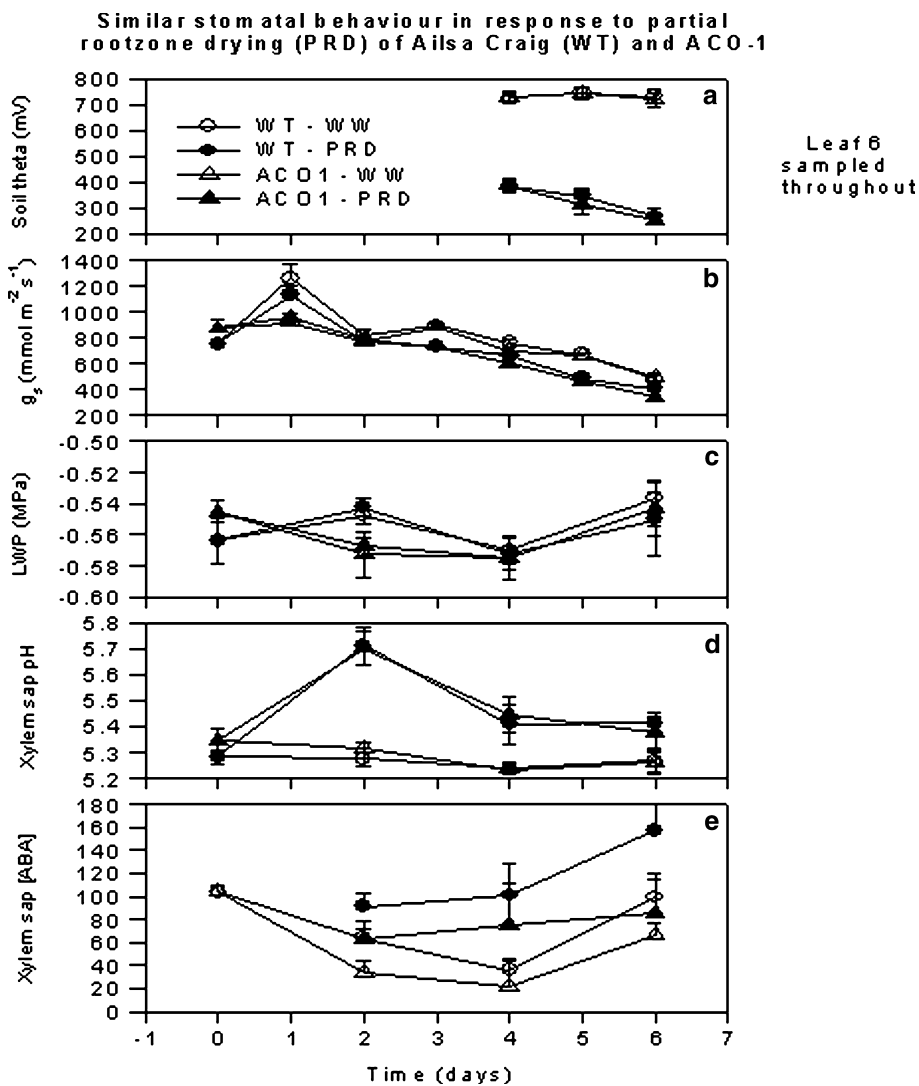 Similar stomatal behaviour in response to partial
rootzone drying (PRD) of Ailsa Craig (WT) and ACO-1
a
Soil theta (mV)
800
700
600
500
400
300
200
WT - WW
WT - PRD
ACO1 - WW
ACO1 - PRD
Leaf 6
sampled
throughout
b
gs (mmol m-2 s-1)
1400
1200
1000
800
600
400
200
c
LWP (MPa)
-0.50
-0.52
-0.54
-0.56
-0.58
-0.60
d
Xylem sap pH
5.8
5.7
5.6
5.5
5.4
5.3
5.2
e
Xylem sap [ABA]
180
160
140
120
100
80
60
40
20
0
-1 0 1 2 3 4 5 6 7
Time (days)